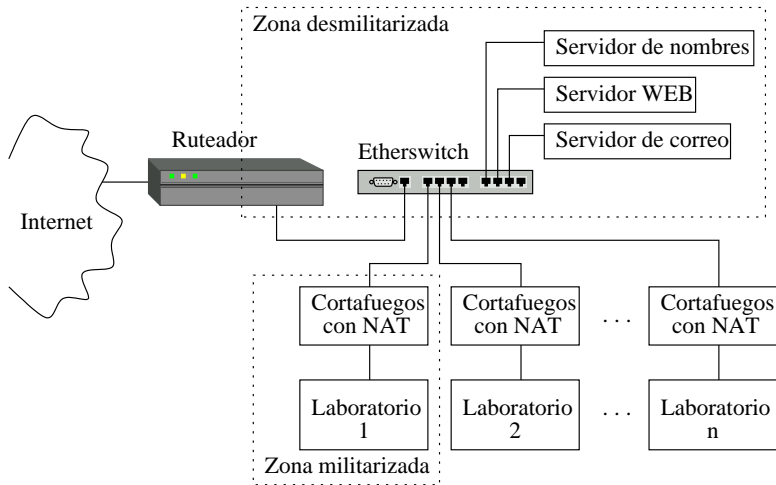 Zona desmilitarizada
Servidor de nombres
Servidor WEB
Servidor de correo
Ruteador
Etherswitch
Internet
Cortafuegos
con NAT
Cortafuegos
con NAT
. . .
Cortafuegos
con NAT
Laboratorio
1
Laboratorio
2
. . .
Laboratorio
n
Zona militarizada